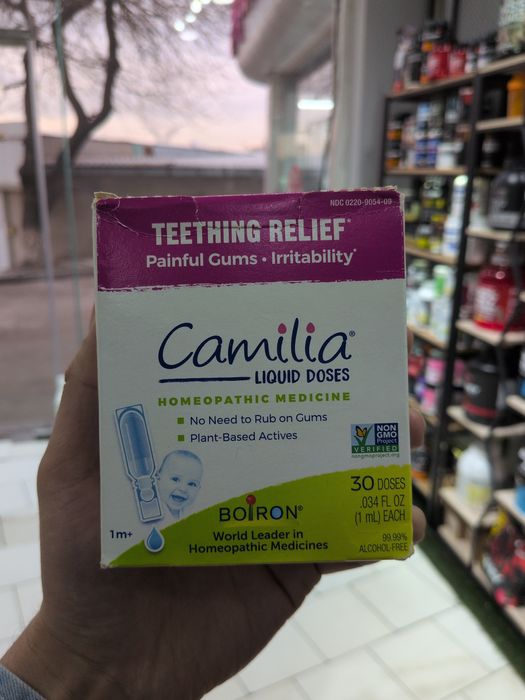 NDC 0220-9054-09
TEETHING RELIEF*
Painful Gums • Irritability*
Camilia®
LIQUID DOSES
HOMEOPATHIC MEDICINE
No Need to Rub on Gums
Plant-Based Actives
NON
GMO
Project
VERIFIED
nongmoproject.org
30 DOSES
.034 FL OZ
(1 mL) EACH
BOIRON®
World Leader in
Homeopathic Medicines
1m+
99.99%
ALCOHOL-FREE